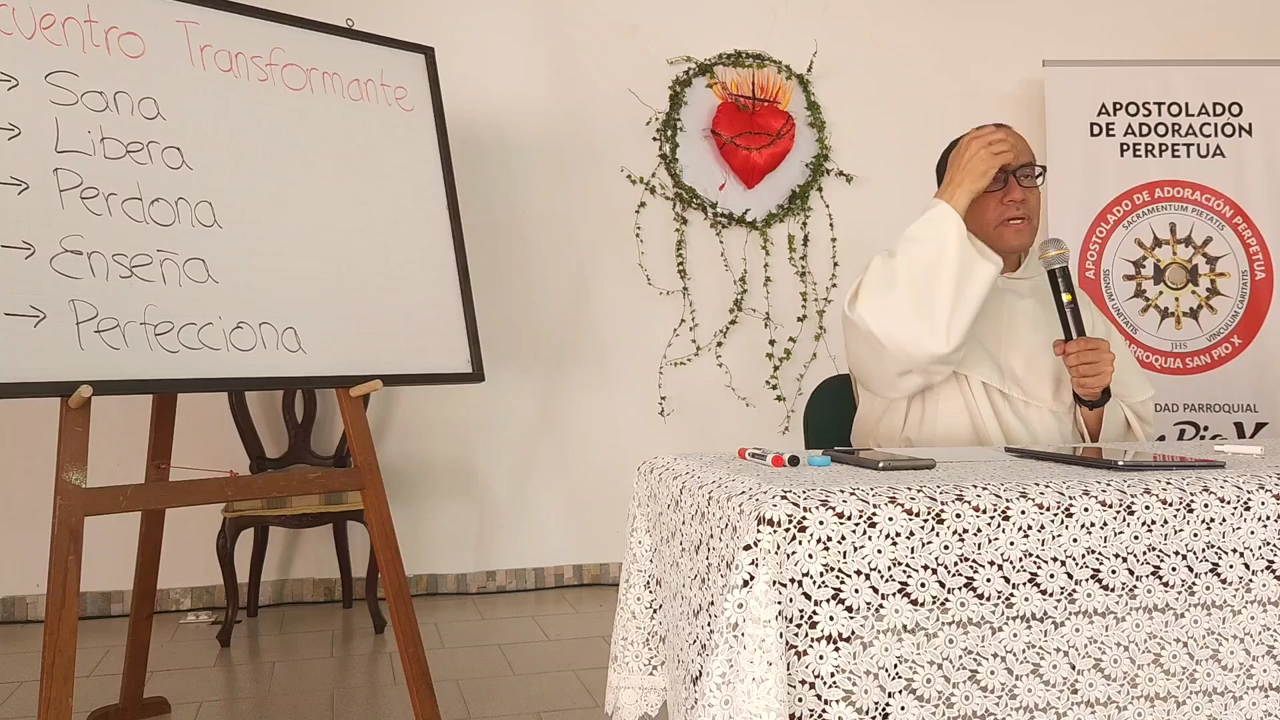 cuentro Transformante
→ Sana
→ Libera
→ Perdona
→ Enseña
→ Perfecciona
APOSTOLADO
DE ADORACIÓN
PERPETUA
APOSTOLADO DE ADORACIÓN PERPETUA
SACRAMENTUM PIETATIS
SIGNUM UNITATIS
VINCULUM CARITATIS
JHS
PARROQUIA SAN PIO X
DAD PARROQUIAL
Pio X